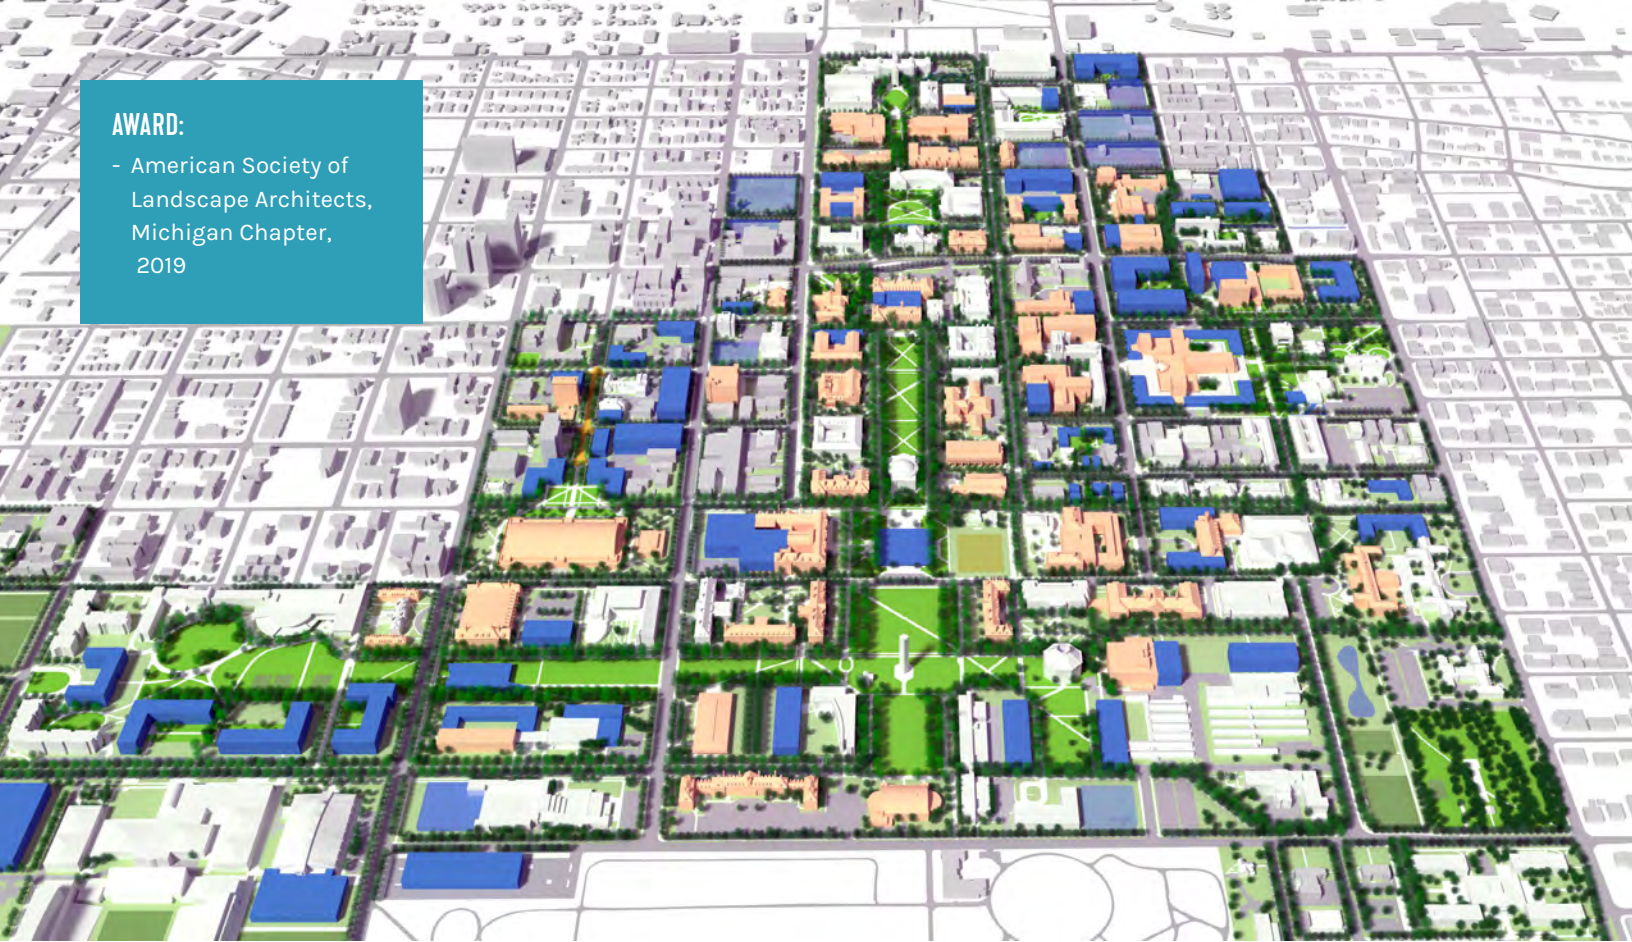 AWARD:
- American Society of
Landscape Architects,
Michigan Chapter,
2019